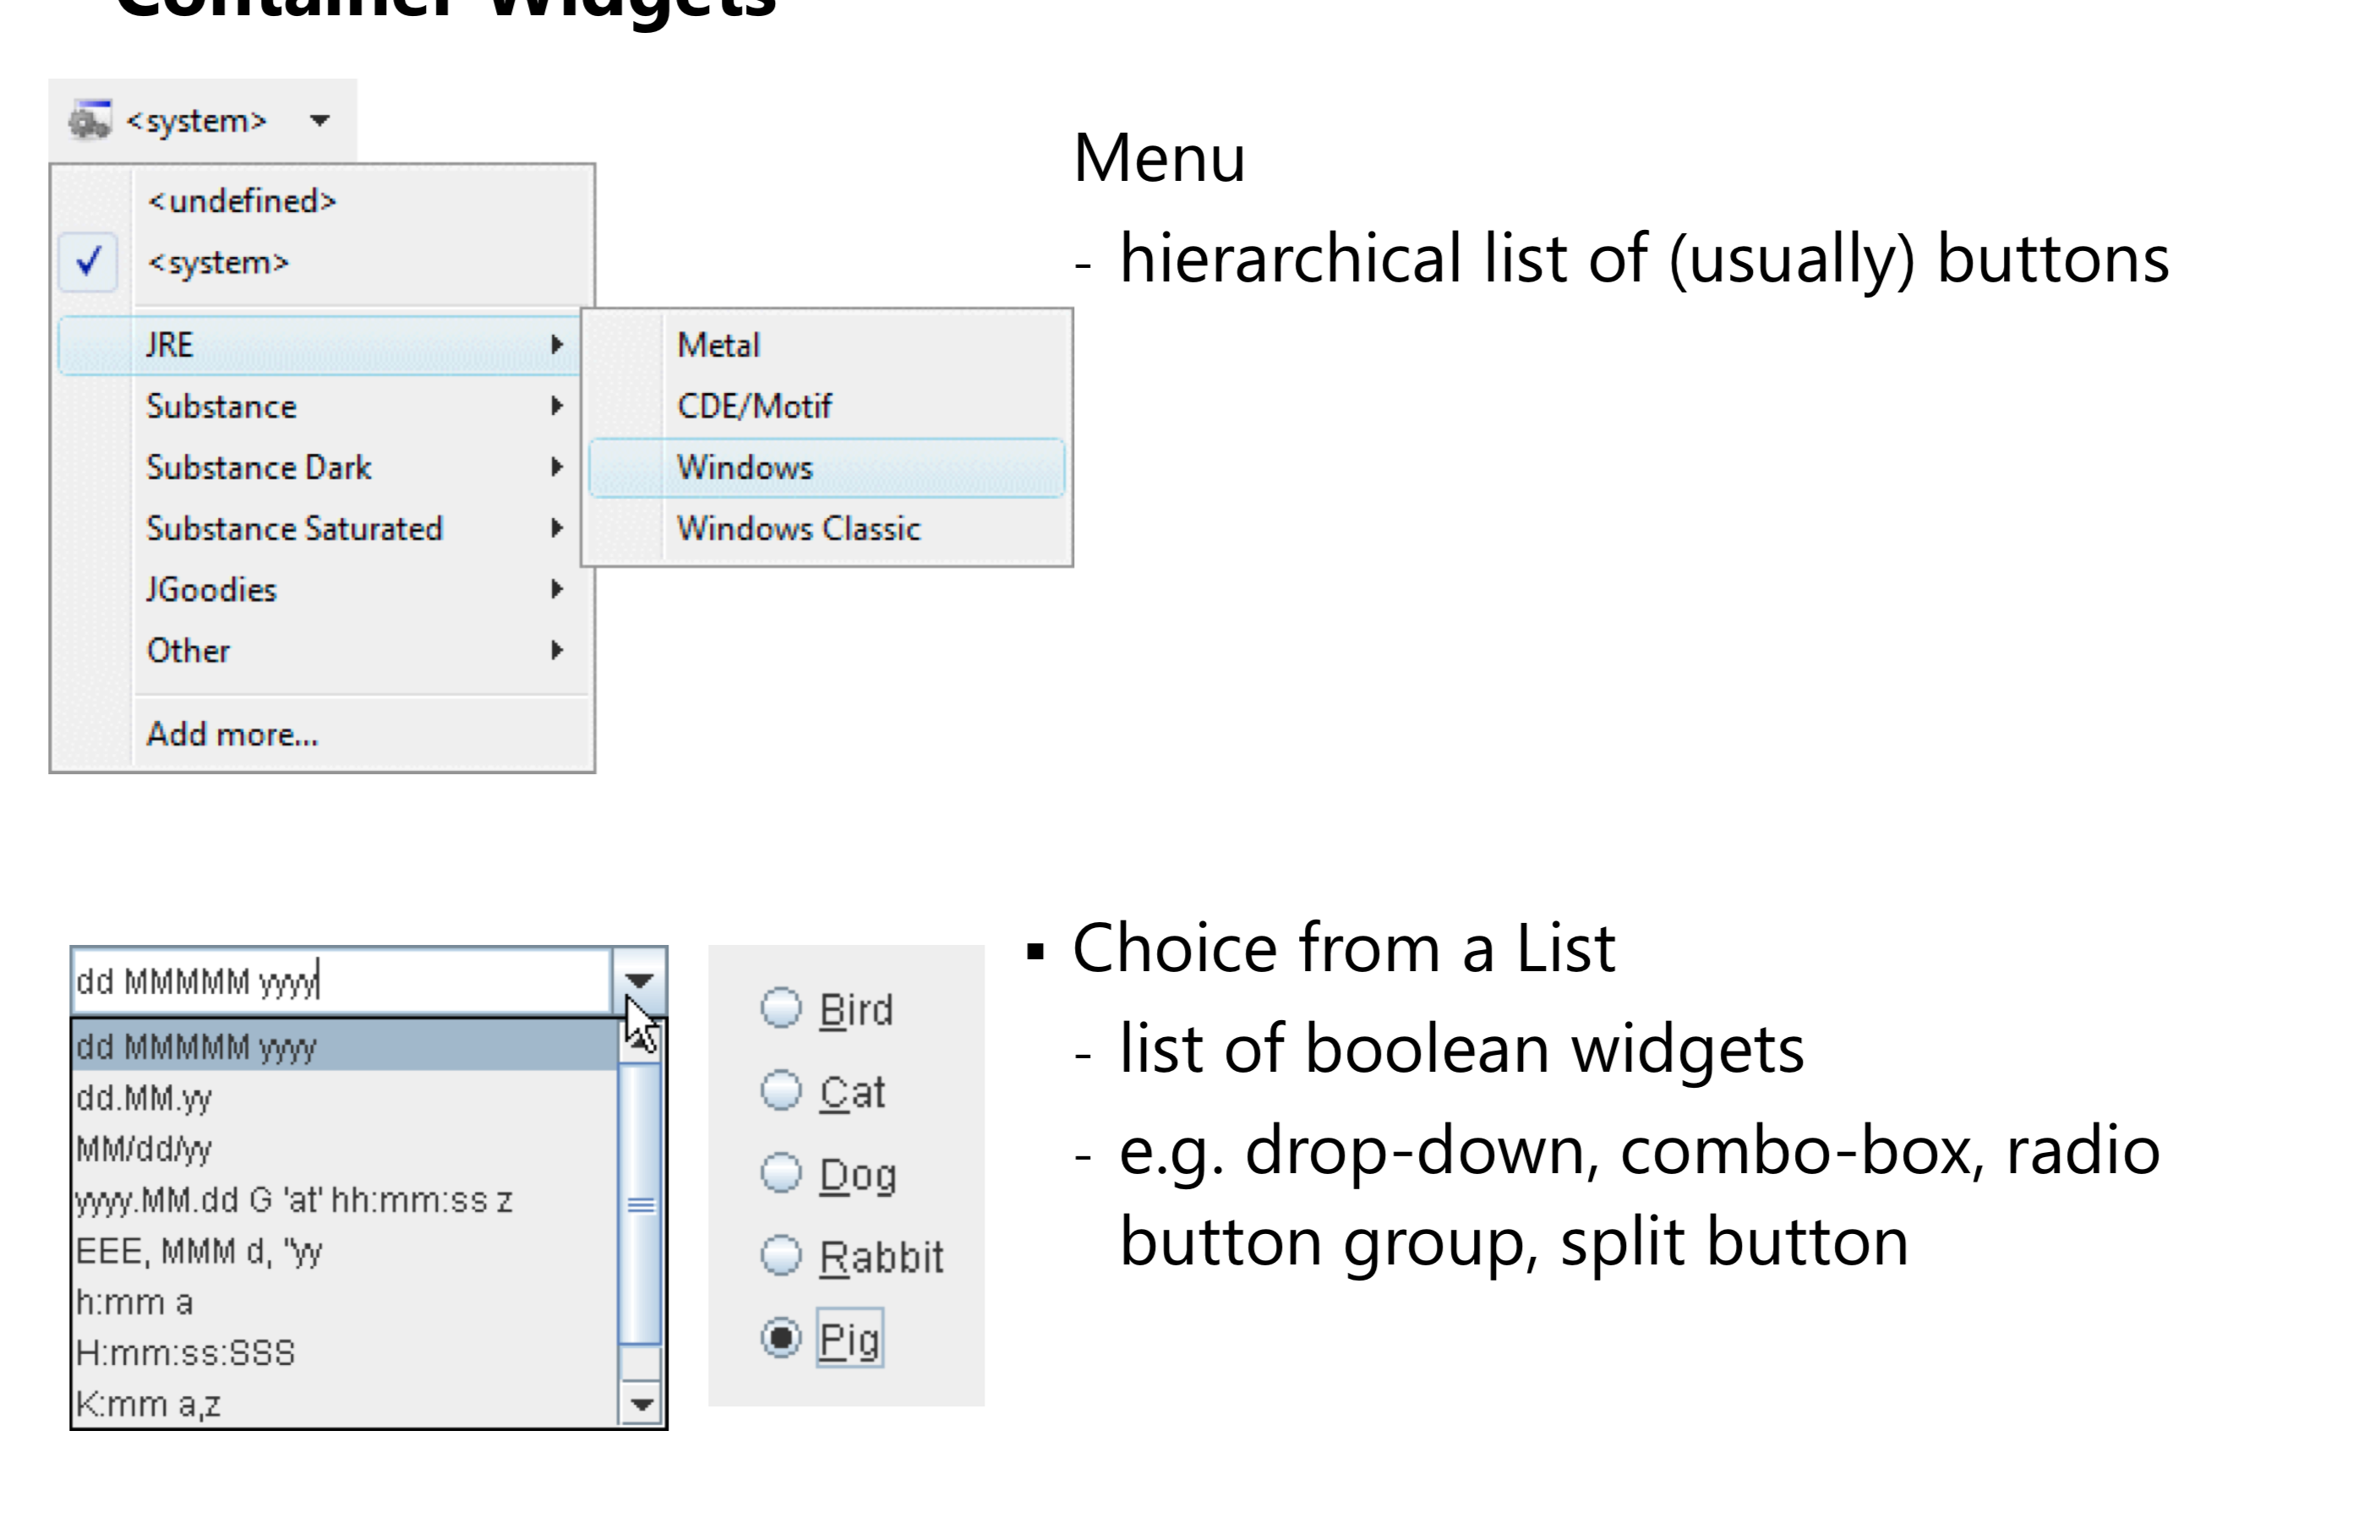 Container Widgets
<system>
<undefined>
<system>
JRE
Substance
Substance Dark
Substance Saturated
JGoodies
Other
Add more...
Metal
CDE/Motif
Windows
Windows Classic
Menu
- hierarchical list of (usually) buttons
dd MMMMM yyyy
dd MMMMM yyyy
dd.MM.yy
MM/dd/yy
yyyy.MM.dd G 'at' hh:mm:ss z
EEE, MMM d, ''yy
h:mm a
H:mm:ss:SSS
K:mm a,z
Bird
Cat
Dog
Rabbit
Pig
▪ Choice from a List
- list of boolean widgets
- e.g. drop-down, combo-box, radio
button group, split button